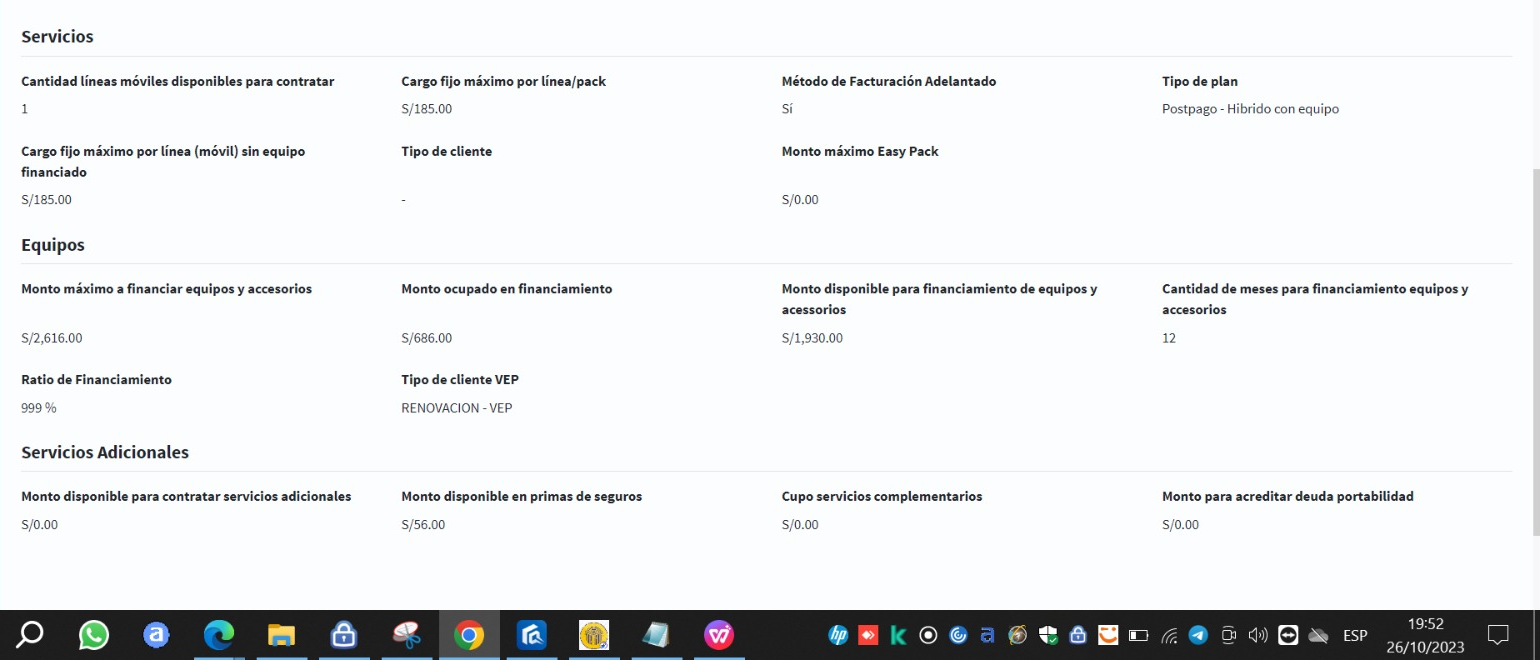 Servicios
Cantidad líneas móviles disponibles para contratar
1
Cargo fijo máximo por línea/pack
S/185.00
Método de Facturación Adelantado
Sí
Tipo de plan
Postpago - Hibrido con equipo
Cargo fijo máximo por línea (móvil) sin equipo
financiado
S/185.00
Tipo de cliente
-
Monto máximo Easy Pack
S/0.00
Equipos
Monto máximo a financiar equipos y accesorios
S/2,616.00
Monto ocupado en financiamiento
S/686.00
Monto disponible para financiamiento de equipos y
acessorios
S/1,930.00
Cantidad de meses para financiamiento equipos y
accesorios
12
Ratio de Financiamiento
999 %
Tipo de cliente VEP
RENOVACION - VEP
Servicios Adicionales
Monto disponible para contratar servicios adicionales
S/0.00
Monto disponible en primas de seguros
S/56.00
Cupo servicios complementarios
S/0.00
Monto para acreditar deuda portabilidad
S/0.00
a
hp
k
a
ESP
19:52
26/10/2023